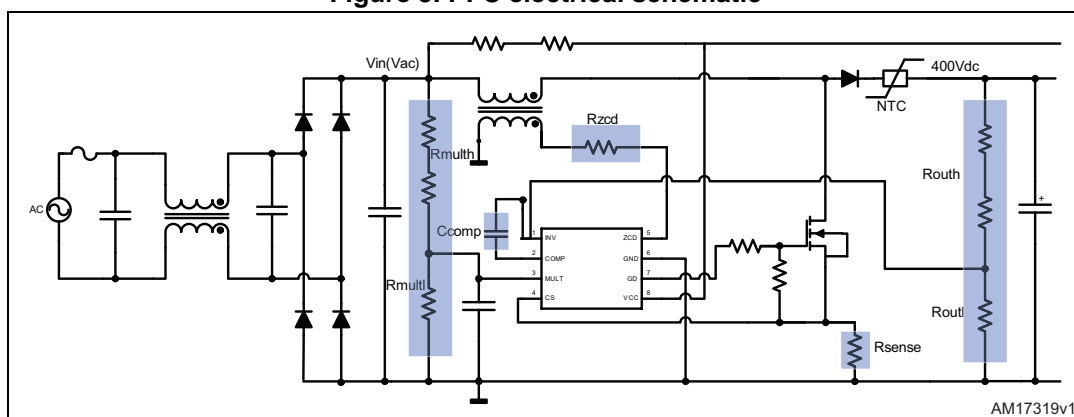 Figure 3. PFC electrical schematic
Vin(Vac)
400Vdc
NTC
Rzcd
Rmulth
Routh
AC
Ccomp
1
INV
ZCD
5
2
COMP
GND
6
3
MULT
GD
7
4
CS
VCC
8
Rmultl
+
Routl
Rsense
AM17319v1